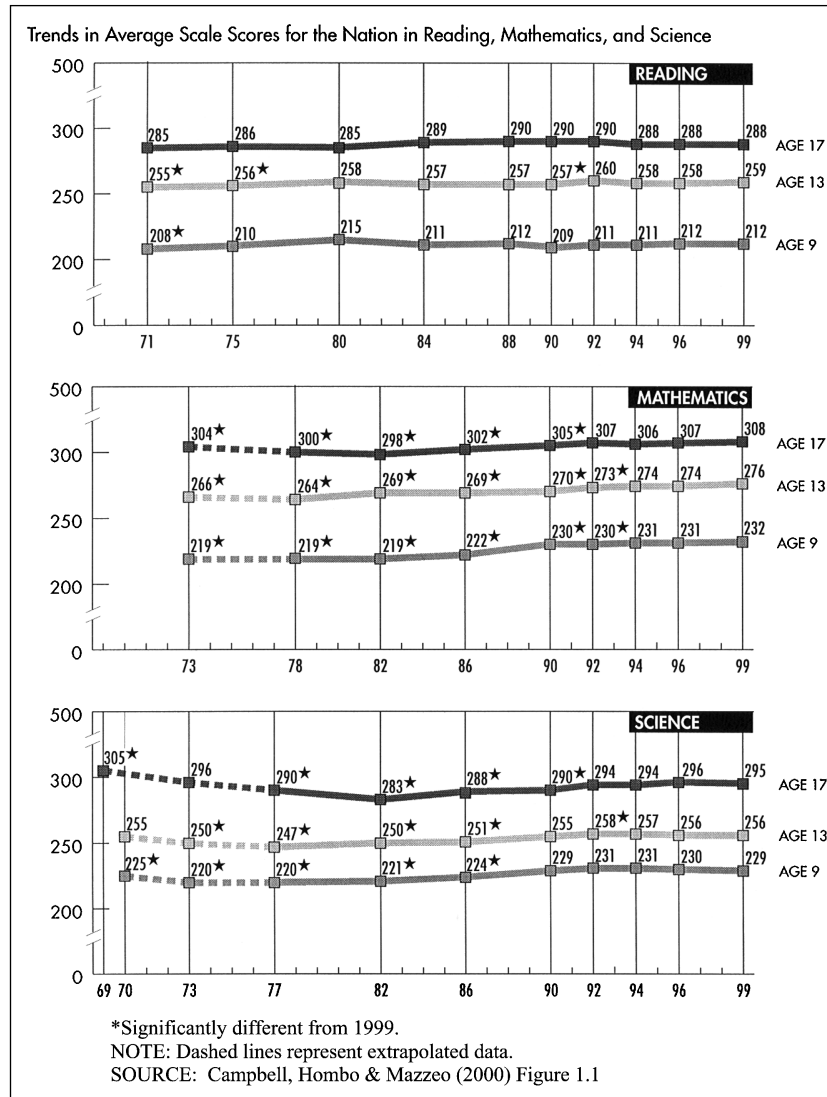 Trends in Average Scale Scores for the Nation in Reading, Mathematics, and Science
500
READING
300
285 286 285 289 290 290 290 288 288 288 AGE 17
255★ 256★ 258 257 257 257★ 260 258 258 259 AGE 13
250
208★ 210 215 211 212 209 211 211 212 212 AGE 9
200
0
71 75 80 84 88 90 92 94 96 99
500
MATHEMATICS
304★ 300★ 298★ 302★ 305★ 307 306 307 308 AGE 17
300
266★ 264★ 269★ 269★ 270★ 273★ 274 274 276 AGE 13
250
219★ 219★ 219★ 222★ 230★ 230★ 231 231 232 AGE 9
200
0
73 78 82 86 90 92 94 96 99
500
SCIENCE
305★ 296 290★ 283★ 288★ 290★ 294 294 296 295 AGE 17
300
255 250★ 247★ 250★ 251★ 255 258★ 257 256 256 AGE 13
250
225★ 220★ 220★ 221★ 224★ 229 231 231 230 229 AGE 9
200
0
69 70 73 77 82 86 90 92 94 96 99
*Significantly different from 1999.
NOTE: Dashed lines represent extrapolated data.
SOURCE: Campbell, Hombo & Mazzeo (2000) Figure 1.1